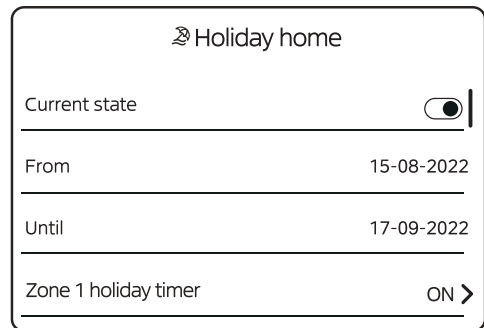 Holiday home
Current state
From 15-08-2022
Until 17-09-2022
Zone 1 holiday timer ON